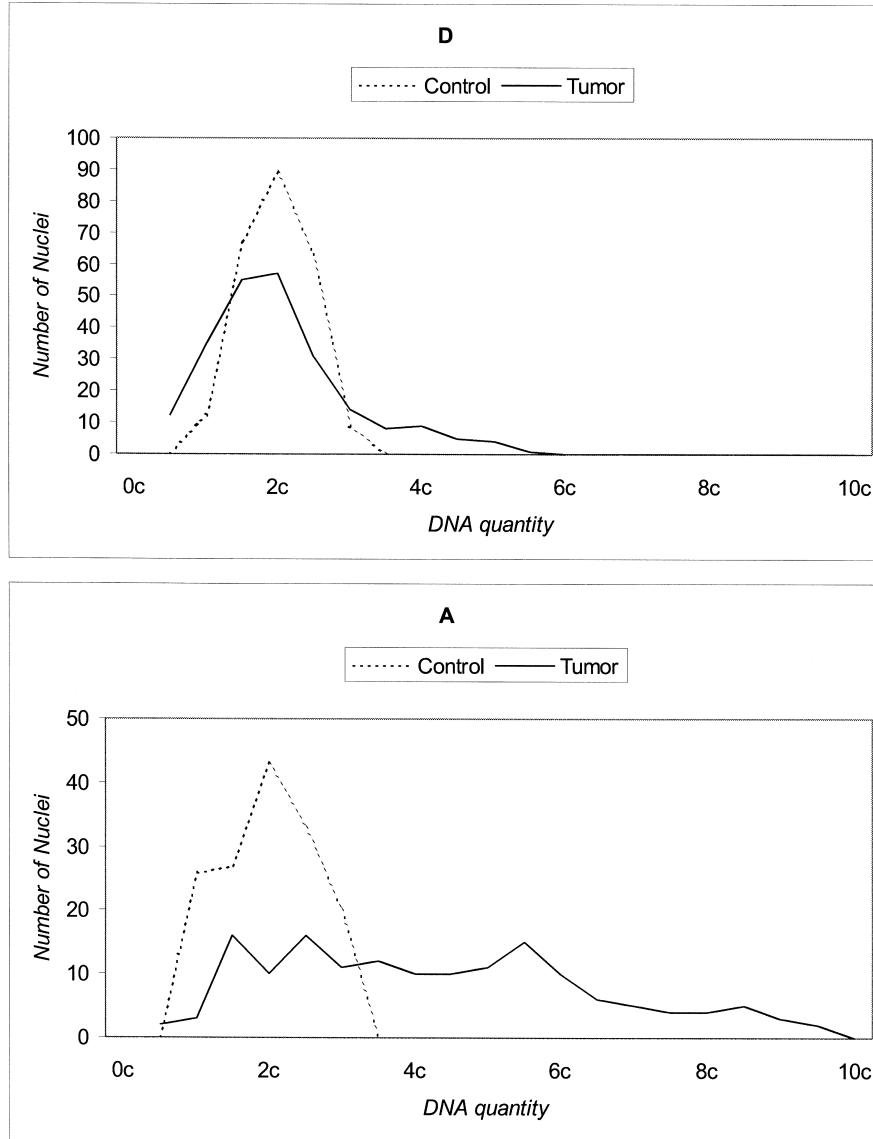 D
Control Tumor
100
90
80
70
60
50
40
30
20
10
0
Number of Nuclei
0c 2c 4c 6c 8c 10c
DNA quantity
A
Control Tumor
50
40
30
20
10
0
Number of Nuclei
0c 2c 4c 6c 8c 10c
DNA quantity